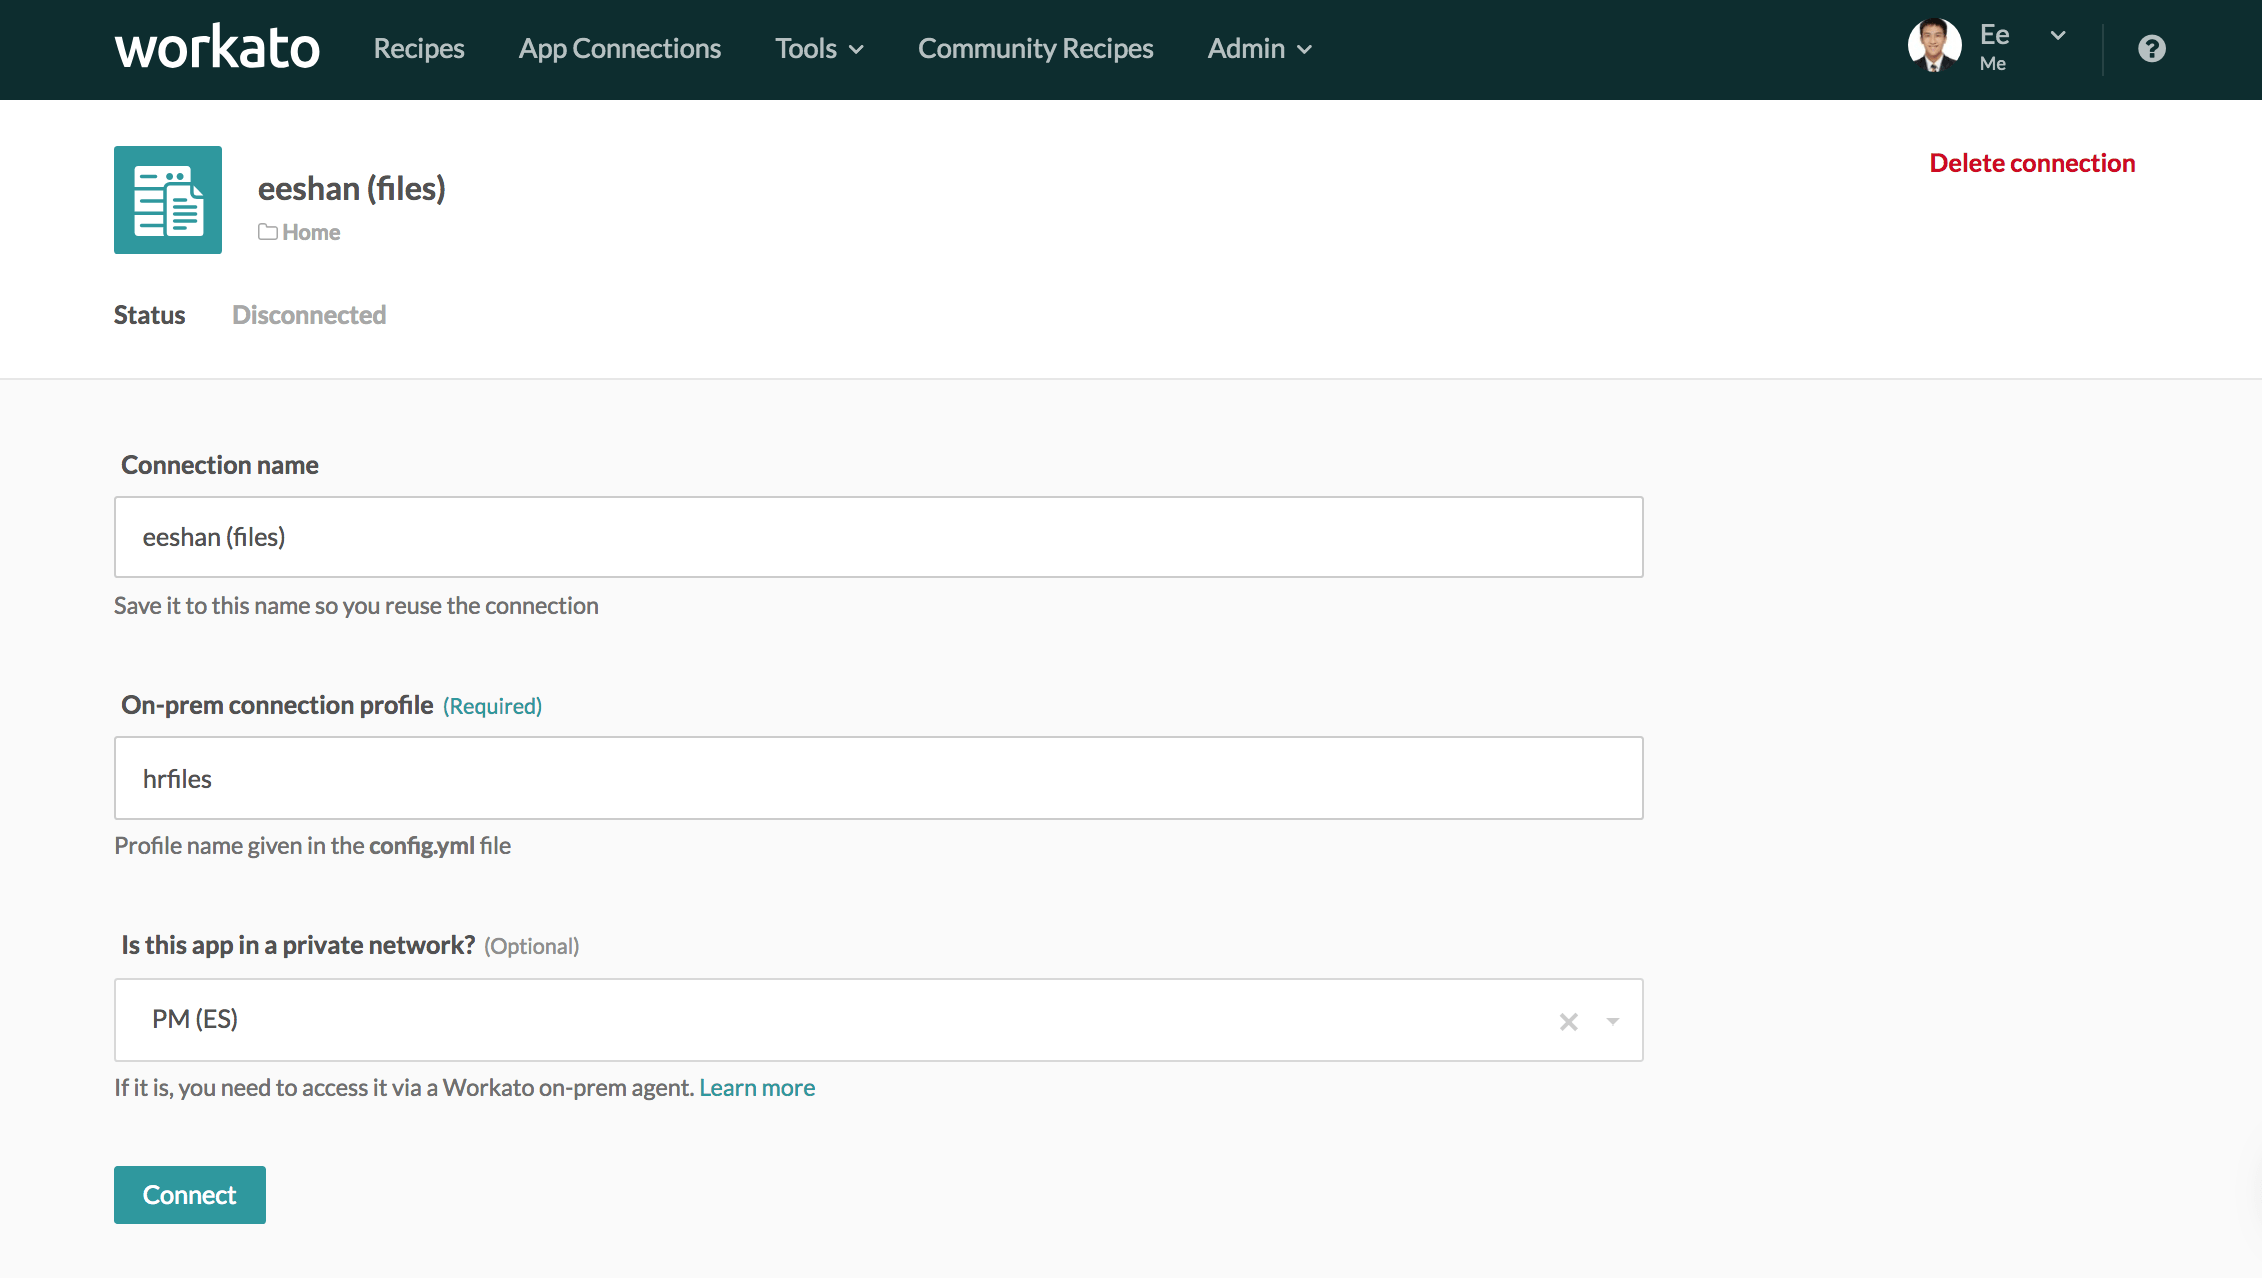 workato Recipes App Connections Tools Community Recipes Admin Ee
Me
?
eeshan (files)
Delete connection
Home
Status Disconnected
Connection name
eeshan (files)
Save it to this name so you reuse the connection
On-prem connection profile (Required)
hrfiles
Profile name given in the config.yml file
Is this app in a private network? (Optional)
PM (ES)
If it is, you need to access it via a Workato on-prem agent. Learn more
Connect